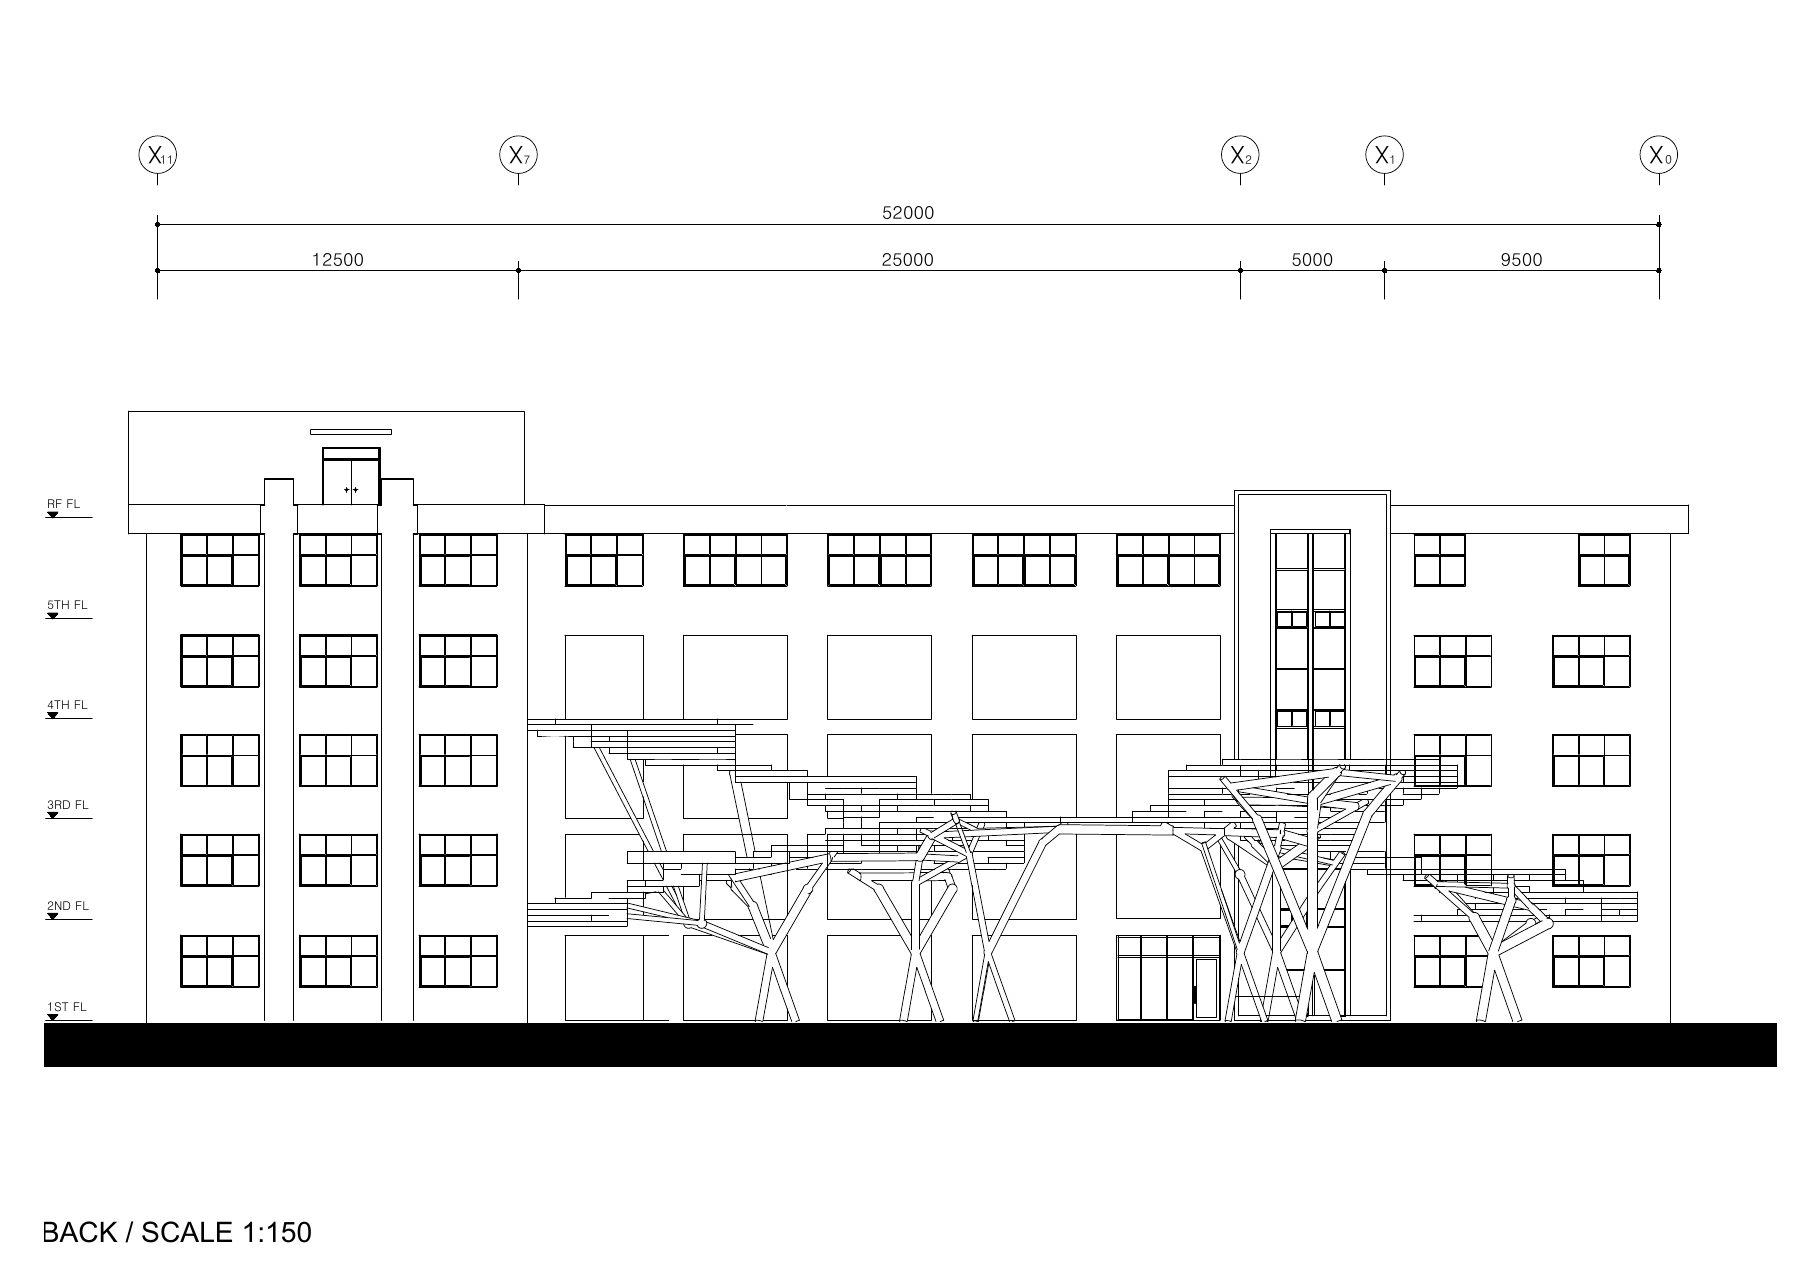 X11 X7 X2 X1 X0
52000
12500 25000 5000 9500
RF FL
5TH FL
4TH FL
3RD FL
2ND FL
1ST FL
BACK / SCALE 1:150